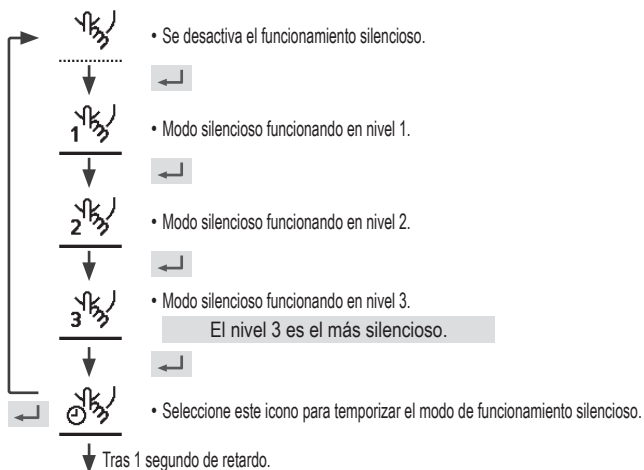 • Se desactiva el funcionamiento silencioso.
1
• Modo silencioso funcionando en nivel 1.
2
• Modo silencioso funcionando en nivel 2.
3
• Modo silencioso funcionando en nivel 3.
El nivel 3 es el más silencioso.
• Seleccione este icono para temporizar el modo de funcionamiento silencioso.
Tras 1 segundo de retardo.